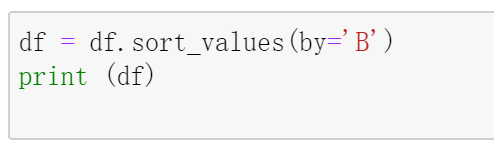 df = df.sort_values(by='B')
print (df)